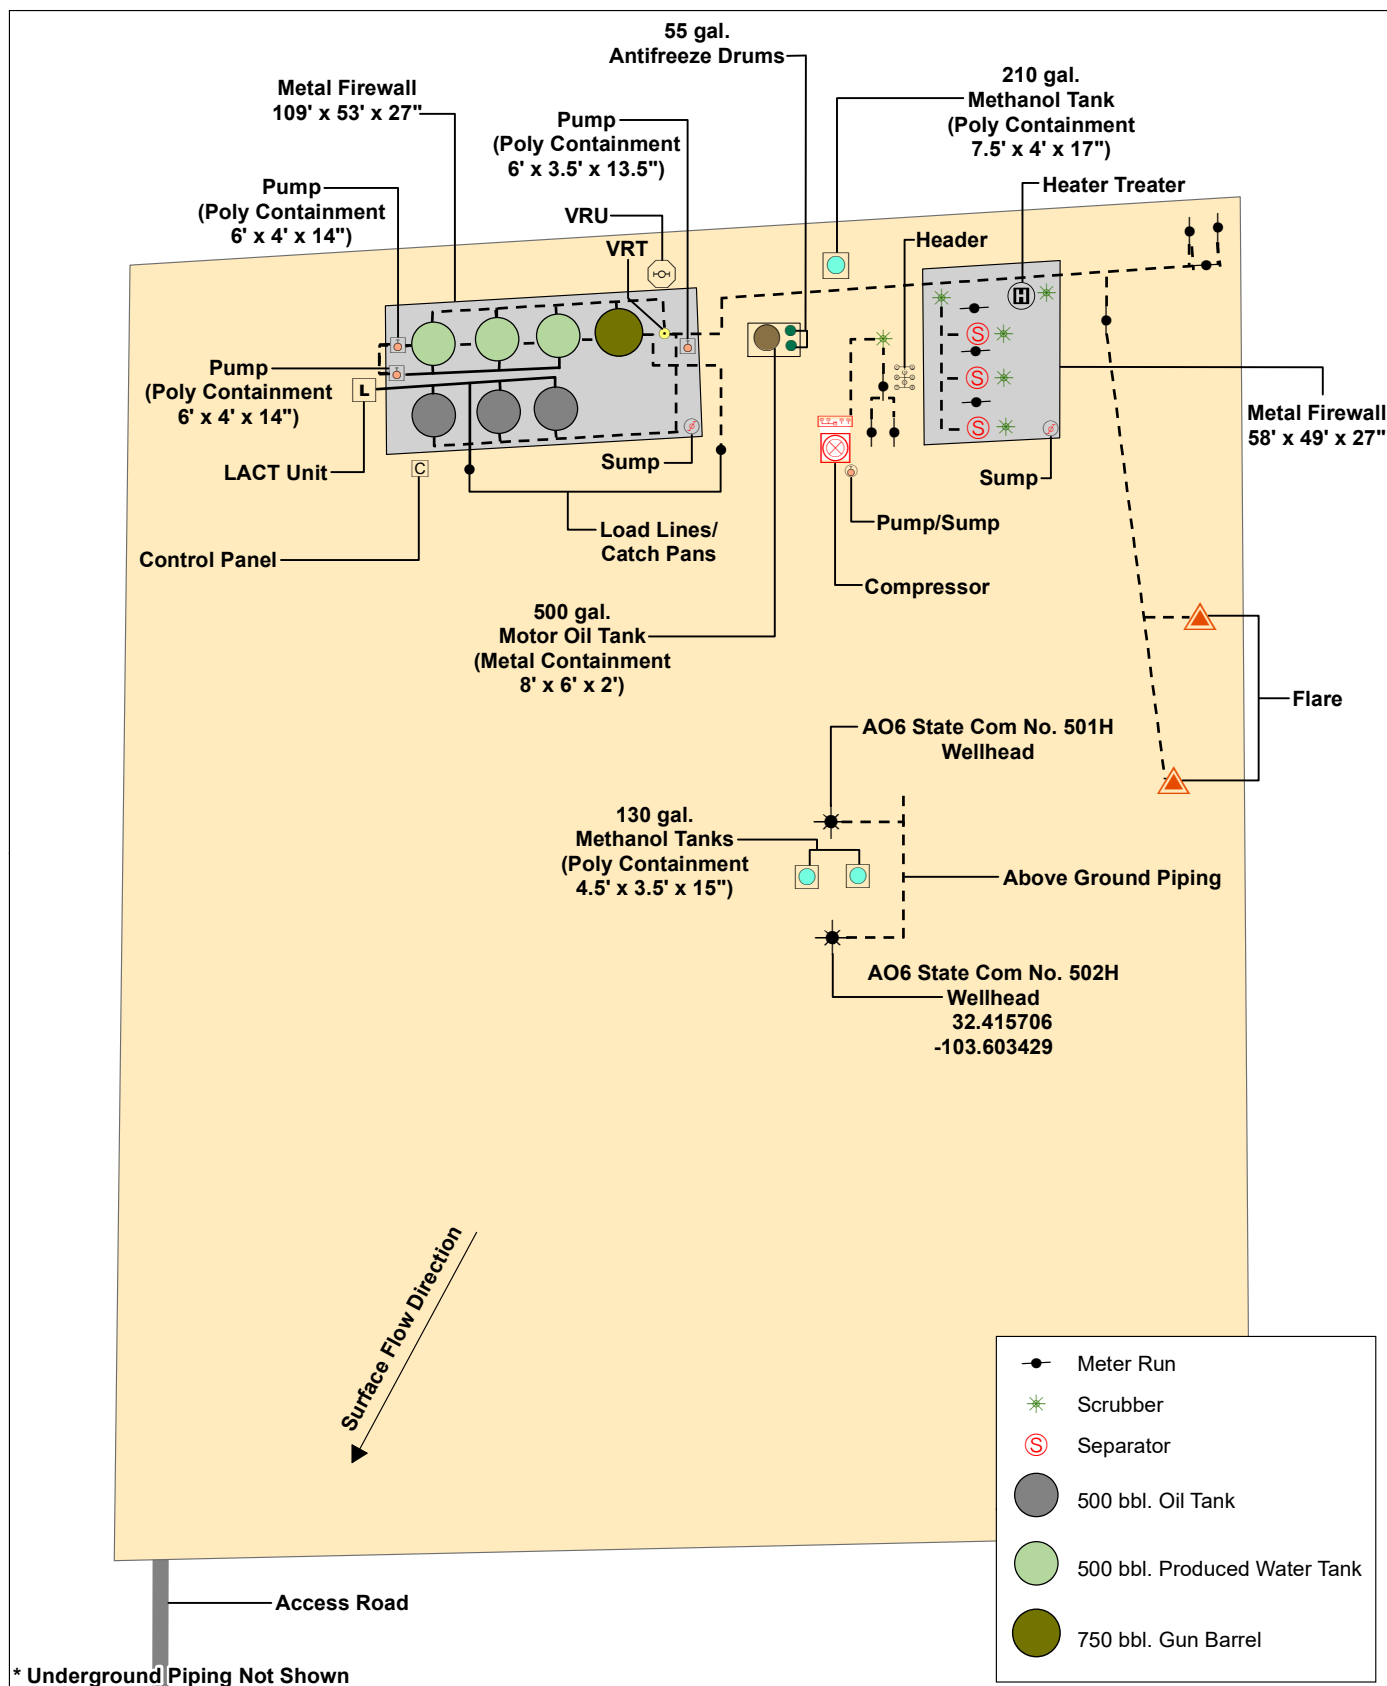 55 gal.
Antifreeze Drums
210 gal.
Methanol Tank
(Poly Containment
7.5' x 4' x 17")
Metal Firewall
109' x 53' x 27"
Pump
(Poly Containment
6' x 3.5' x 13.5")
Pump
(Poly Containment
6' x 4' x 14")
Heater Treater
VRU
VRT
Header
H
S
S
S
Pump
(Poly Containment
6' x 4' x 14")
L
LACT Unit
C
Control Panel
Sump
Load Lines/
Catch Pans
Sump
Pump/Sump
Compressor
Metal Firewall
58' x 49' x 27"
500 gal.
Motor Oil Tank
(Metal Containment
8' x 6' x 2')
Flare
AO6 State Com No. 501H
Wellhead
130 gal.
Methanol Tanks
(Poly Containment
4.5' x 3.5' x 15")
Above Ground Piping
AO6 State Com No. 502H
Wellhead
32.415706
-103.603429
Surface Flow Direction
Meter Run
Scrubber
S Separator
500 bbl. Oil Tank
500 bbl. Produced Water Tank
750 bbl. Gun Barrel
Access Road
* Underground Piping Not Shown